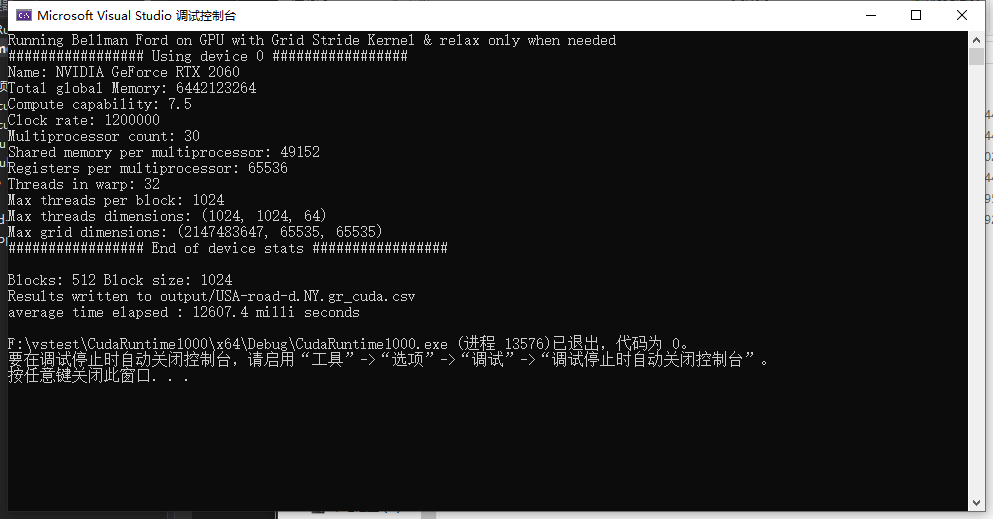 Microsoft Visual Studio 调试控制台
Running Bellman Ford on GPU with Grid Stride Kernel & relax only when needed
################# Using device 0 #################
Name: NVIDIA GeForce RTX 2060
Total global Memory: 6442123264
Compute capability: 7.5
Clock rate: 1200000
Multiprocessor count: 30
Shared memory per multiprocessor: 49152
Registers per multiprocessor: 65536
Threads in warp: 32
Max threads per block: 1024
Max threads dimensions: (1024, 1024, 64)
Max grid dimensions: (2147483647, 65535, 65535)
################# End of device stats #################
Blocks: 512 Block size: 1024
Results written to output/USA-road-d.NY.gr_cuda.csv
average time elapsed : 12607.4 milli seconds
F:\vstest\CudaRuntime1000\x64\Debug\CudaRuntime1000.exe (进程 13576)已退出，代码为 0。
要在调试停止时自动关闭控制台，请启用“工具”->“选项”->“调试”->“调试停止时自动关闭控制台”。
按任意键关闭此窗口. . .